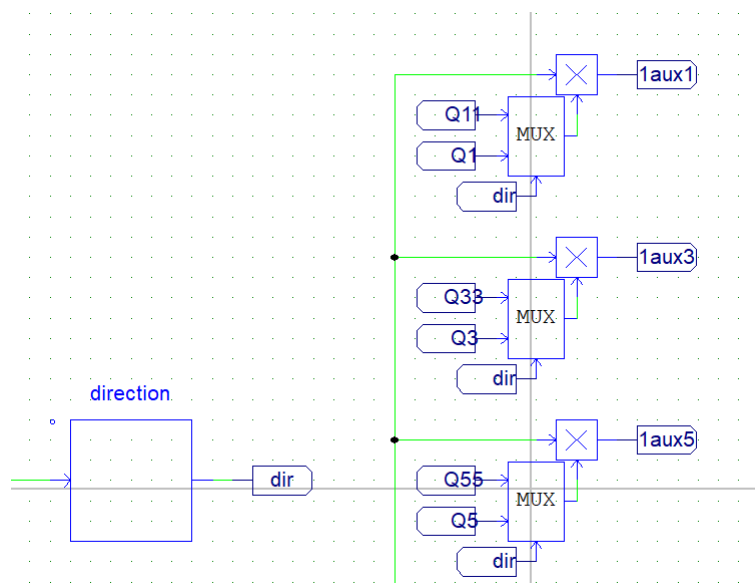 1aux1
Q11
MUX
Q1
dir
1aux3
Q33
MUX
Q3
dir
direction
1aux5
dir
Q55
MUX
Q5
dir